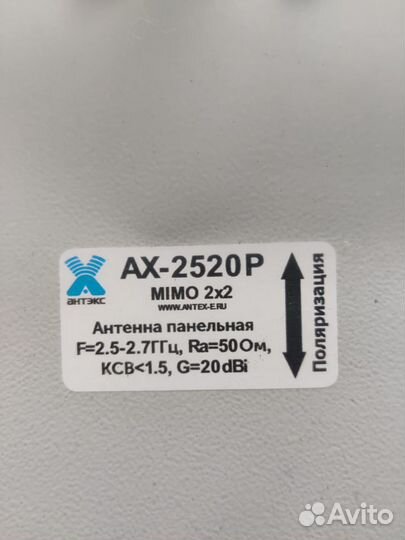 АНТЭКС
AX-2520P
MIMO 2x2
WWW.ANTEX-E.RU
Антенна панельная
F=2.5-2.7ГГц, Ra=50Ом,
КСВ<1.5, G=20dBi
Поляризация
Avito